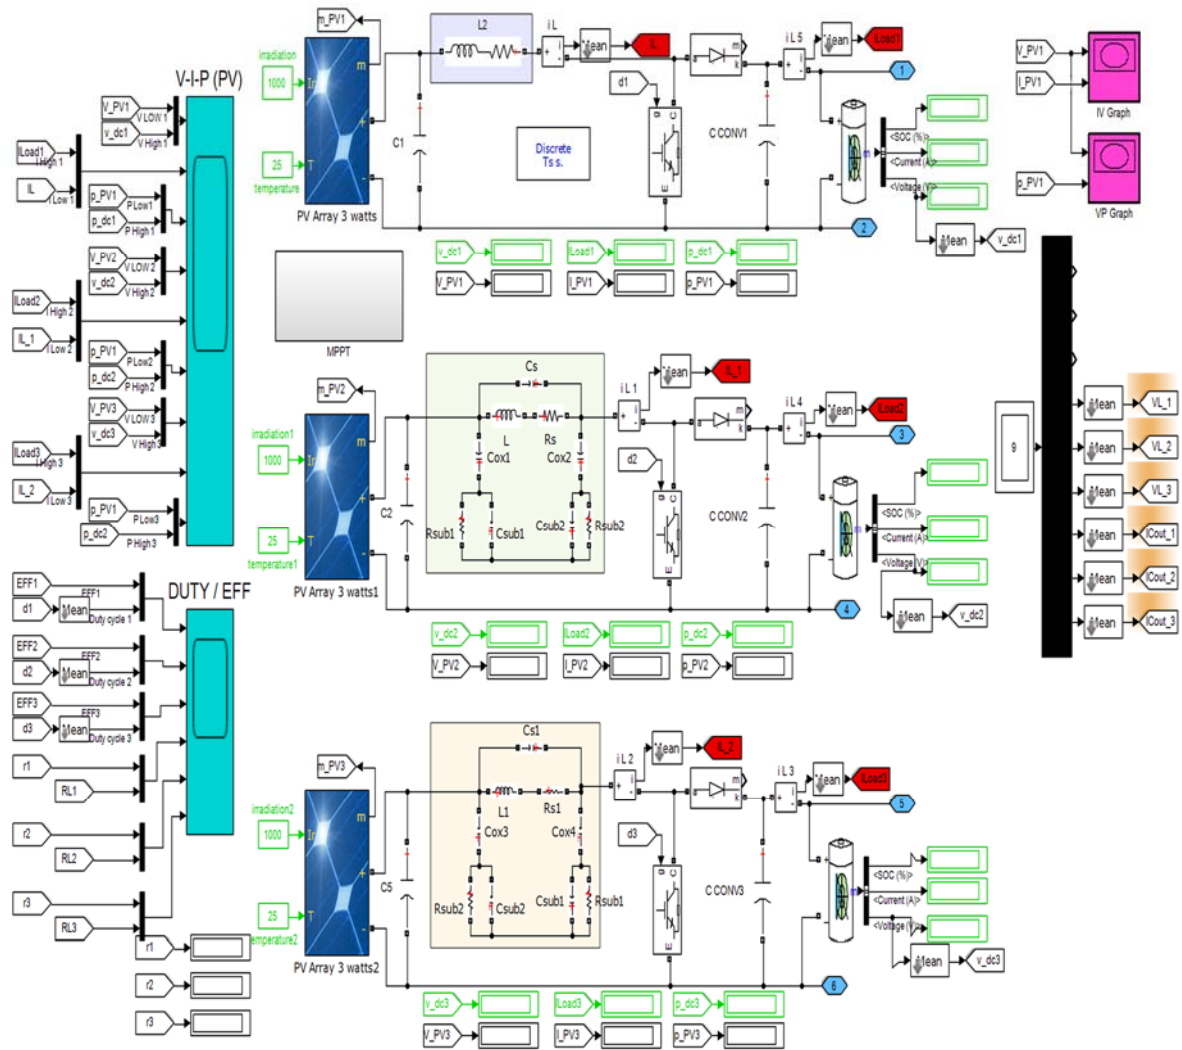 V-I-P (PV)
V_PV1
V LOW 1
v_dc1
V High 1
ILoad1
I High 1
IL
I Low 1
p_PV1
P Low1
p_dc1
P High 1
V_PV2
V LOW 2
v_dc2
V High 2
ILoad2
I High 2
IL_1
I Low 2
p_PV1
P Low2
p_dc2
P High 2
V_PV3
V LOW 3
v_dc3
V High 3
ILoad3
I High 3
IL_2
I Low 3
p_PV1
P Low3
p_dc2
P High 3
DUTY / EFF
EFF1
EFF1
d1
Mean
Duty cycle 1
EFF2
EFF2
d2
Mean
Duty cycle 2
EFF3
EFF3
d3
Mean
Duty cycle 3
r1
RL1
r2
RL2
r3
RL3
r1
r2
r3
m_PV1
irradiation
1000
Ir
m
+
25
T
-
temperature
PV Array 3 watts
C1
L2
i L
i
+
-
Mean
IL
d1
g
C
E
Discrete
Ts s.
a
m
k
C CONV1
i L 5
i
+
-
Mean
ILoad1
1
+
m
-
<SOC (%)>
<Current (A)>
<Voltage (V)>
2
Mean
v_dc1
v_dc1
ILoad1
p_dc1
V_PV1
I_PV1
p_PV1
MPPT
V_PV1
I_PV1
IV Graph
p_PV1
VP Graph
m_PV2
irradiation1
1000
Ir
m
+
25
T
-
temperature1
PV Array 3 watts1
C2
Cs
L
Rs
Cox1
Cox2
Rsub1
Csub1
Csub2
Rsub2
i L 1
i
+
-
Mean
IL_1
d2
g
C
E
a
m
k
C CONV2
i L 4
i
+
-
Mean
ILoad2
3
+
m
-
<SOC (%)>
<Current (A)>
<Voltage (V)>
4
Mean
v_dc2
v_dc2
ILoad2
p_dc2
V_PV2
I_PV2
p_PV2
9
Mean
VL_1
Mean
VL_2
Mean
VL_3
Mean
ICout_1
Mean
ICout_2
Mean
ICout_3
m_PV3
irradiation2
1000
Ir
m
+
25
T
-
temperature2
PV Array 3 watts2
C5
Cs1
L1
Rs1
Cox3
Cox4
Rsub2
Csub2
Csub1
Rsub1
i L 2
i
+
-
Mean
IL_2
d3
g
C
E
a
m
k
C CONV3
i L 3
i
+
-
Mean
ILoad3
5
+
m
-
<SOC (%)>
<Current (A)>
<Voltage (V)>
6
Mean
v_dc3
v_dc3
ILoad3
p_dc3
V_PV3
I_PV3
p_PV3